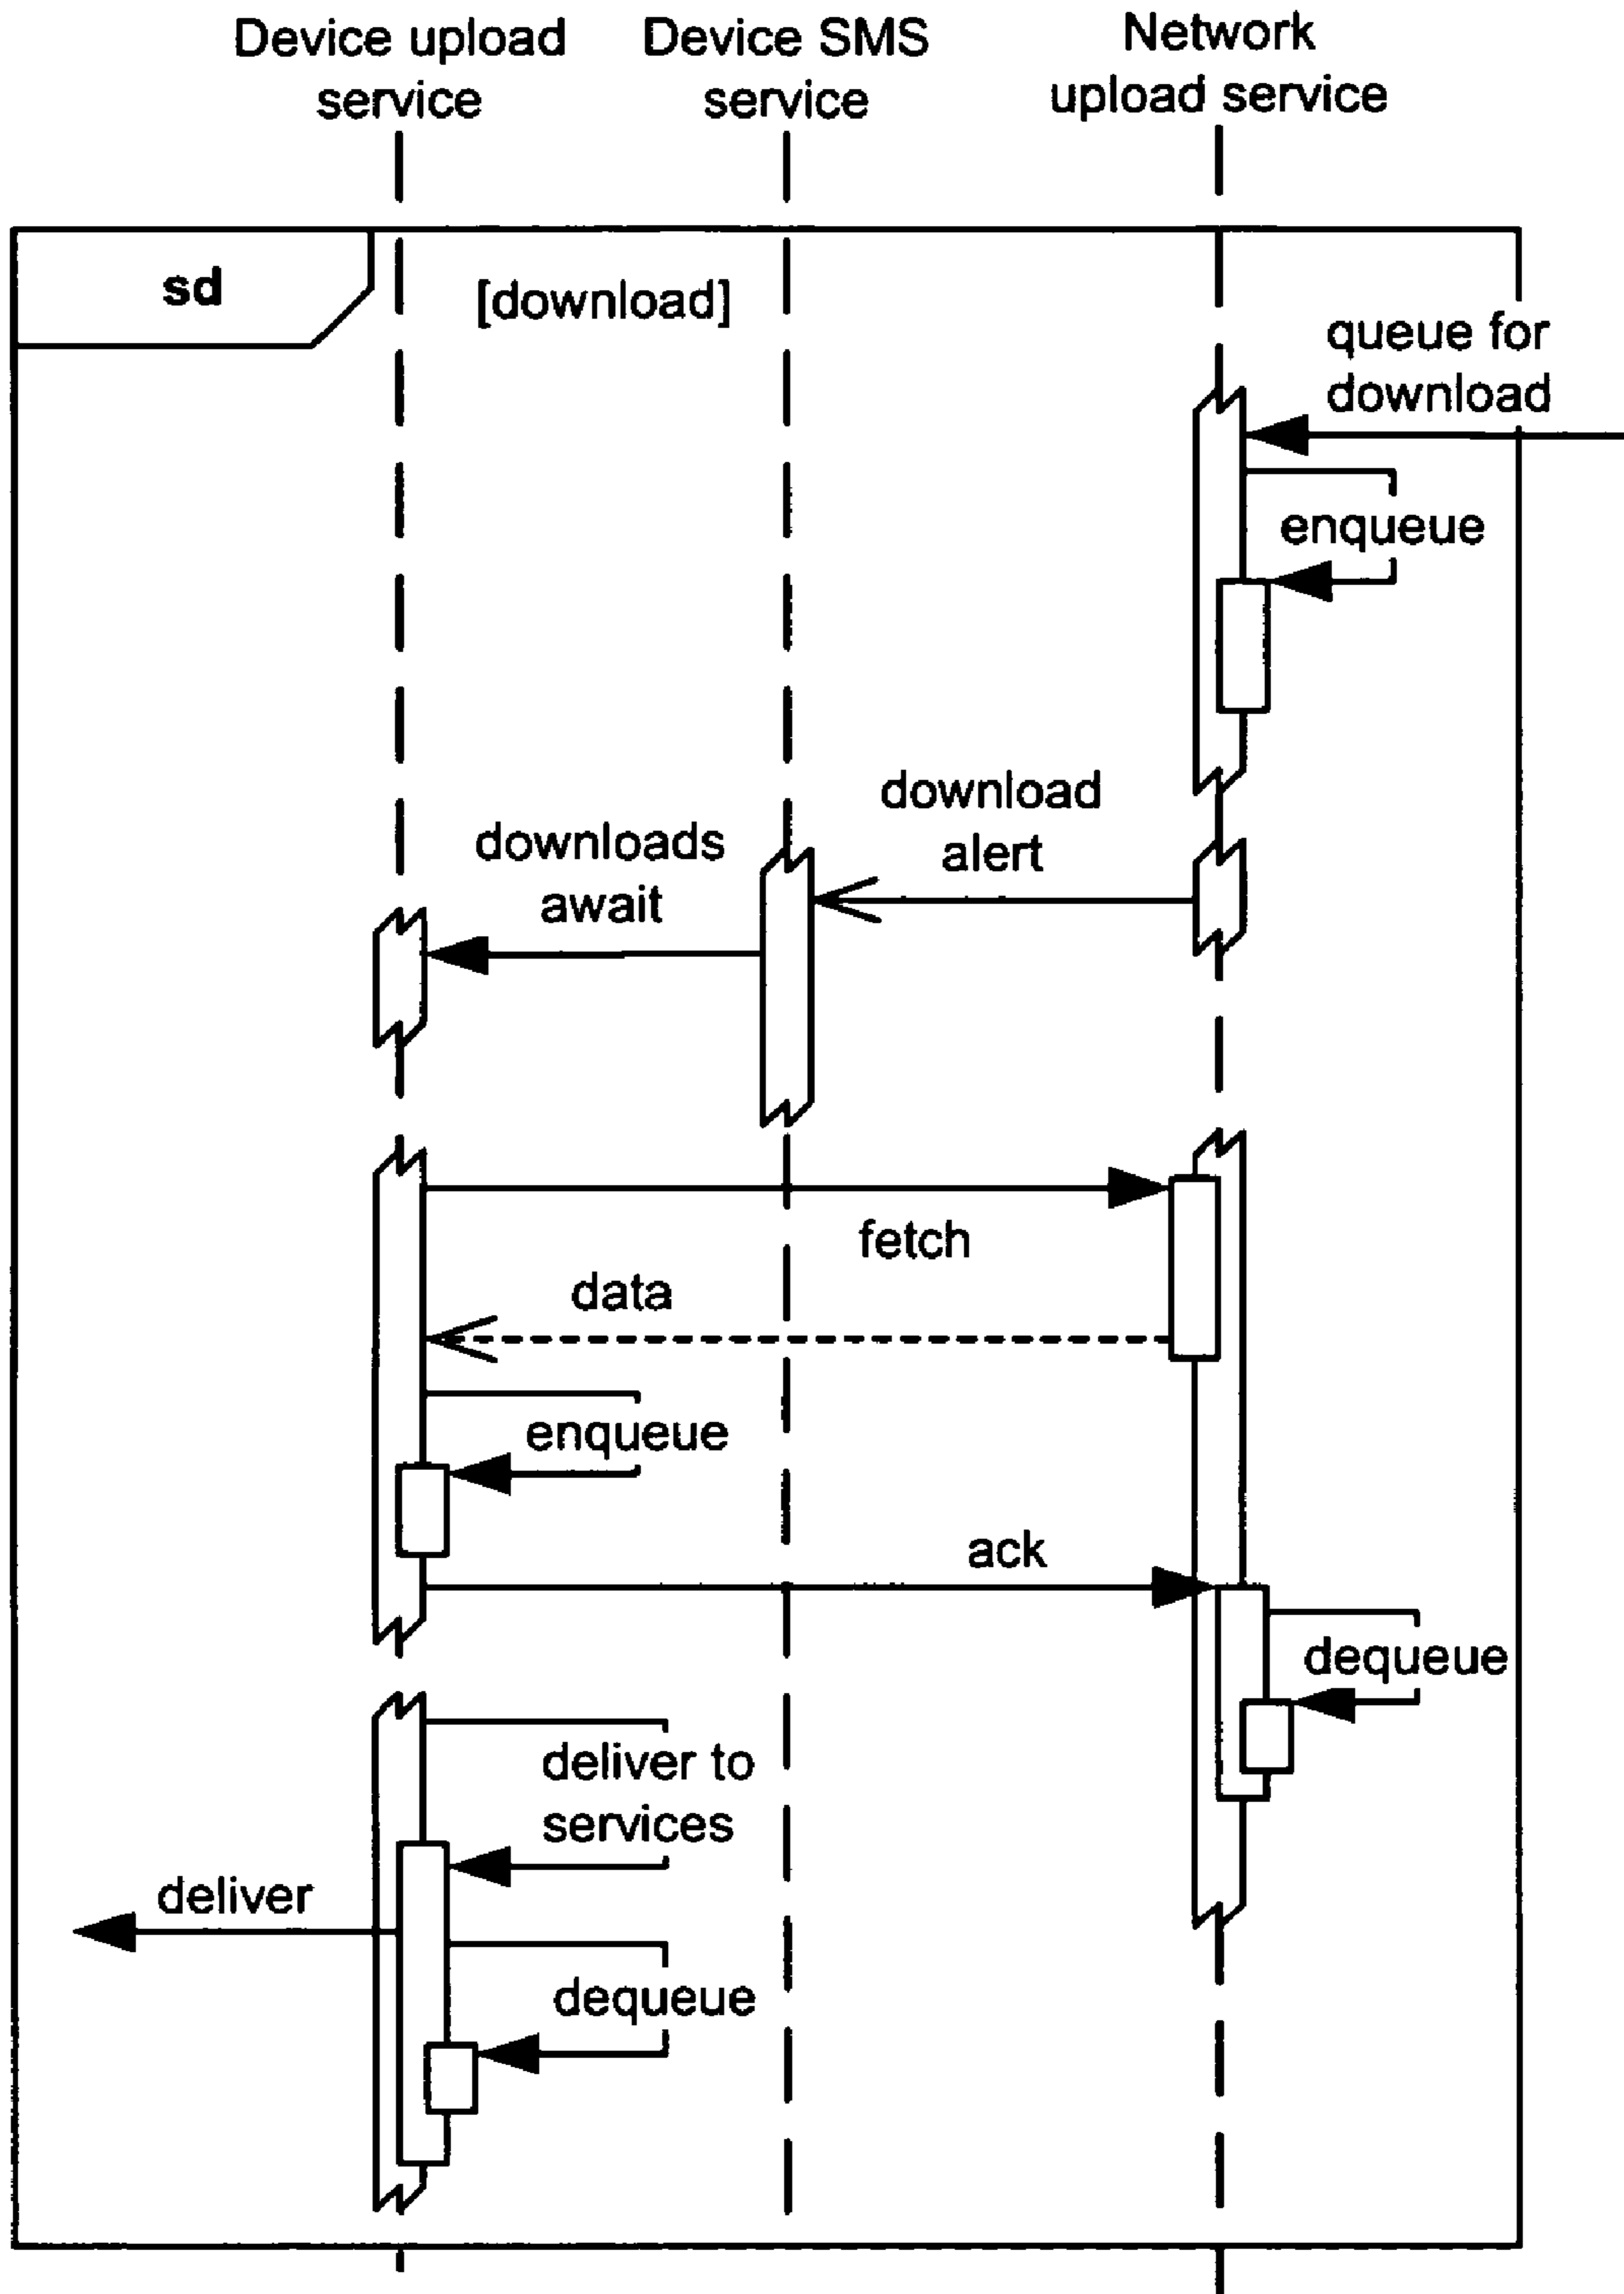 Device upload
service
Device SMS
service
Network
upload service
sd
[download]
queue for
download
enqueue
download
alert
downloads
await
fetch
data
enqueue
ack
dequeue
deliver to
services
deliver
dequeue